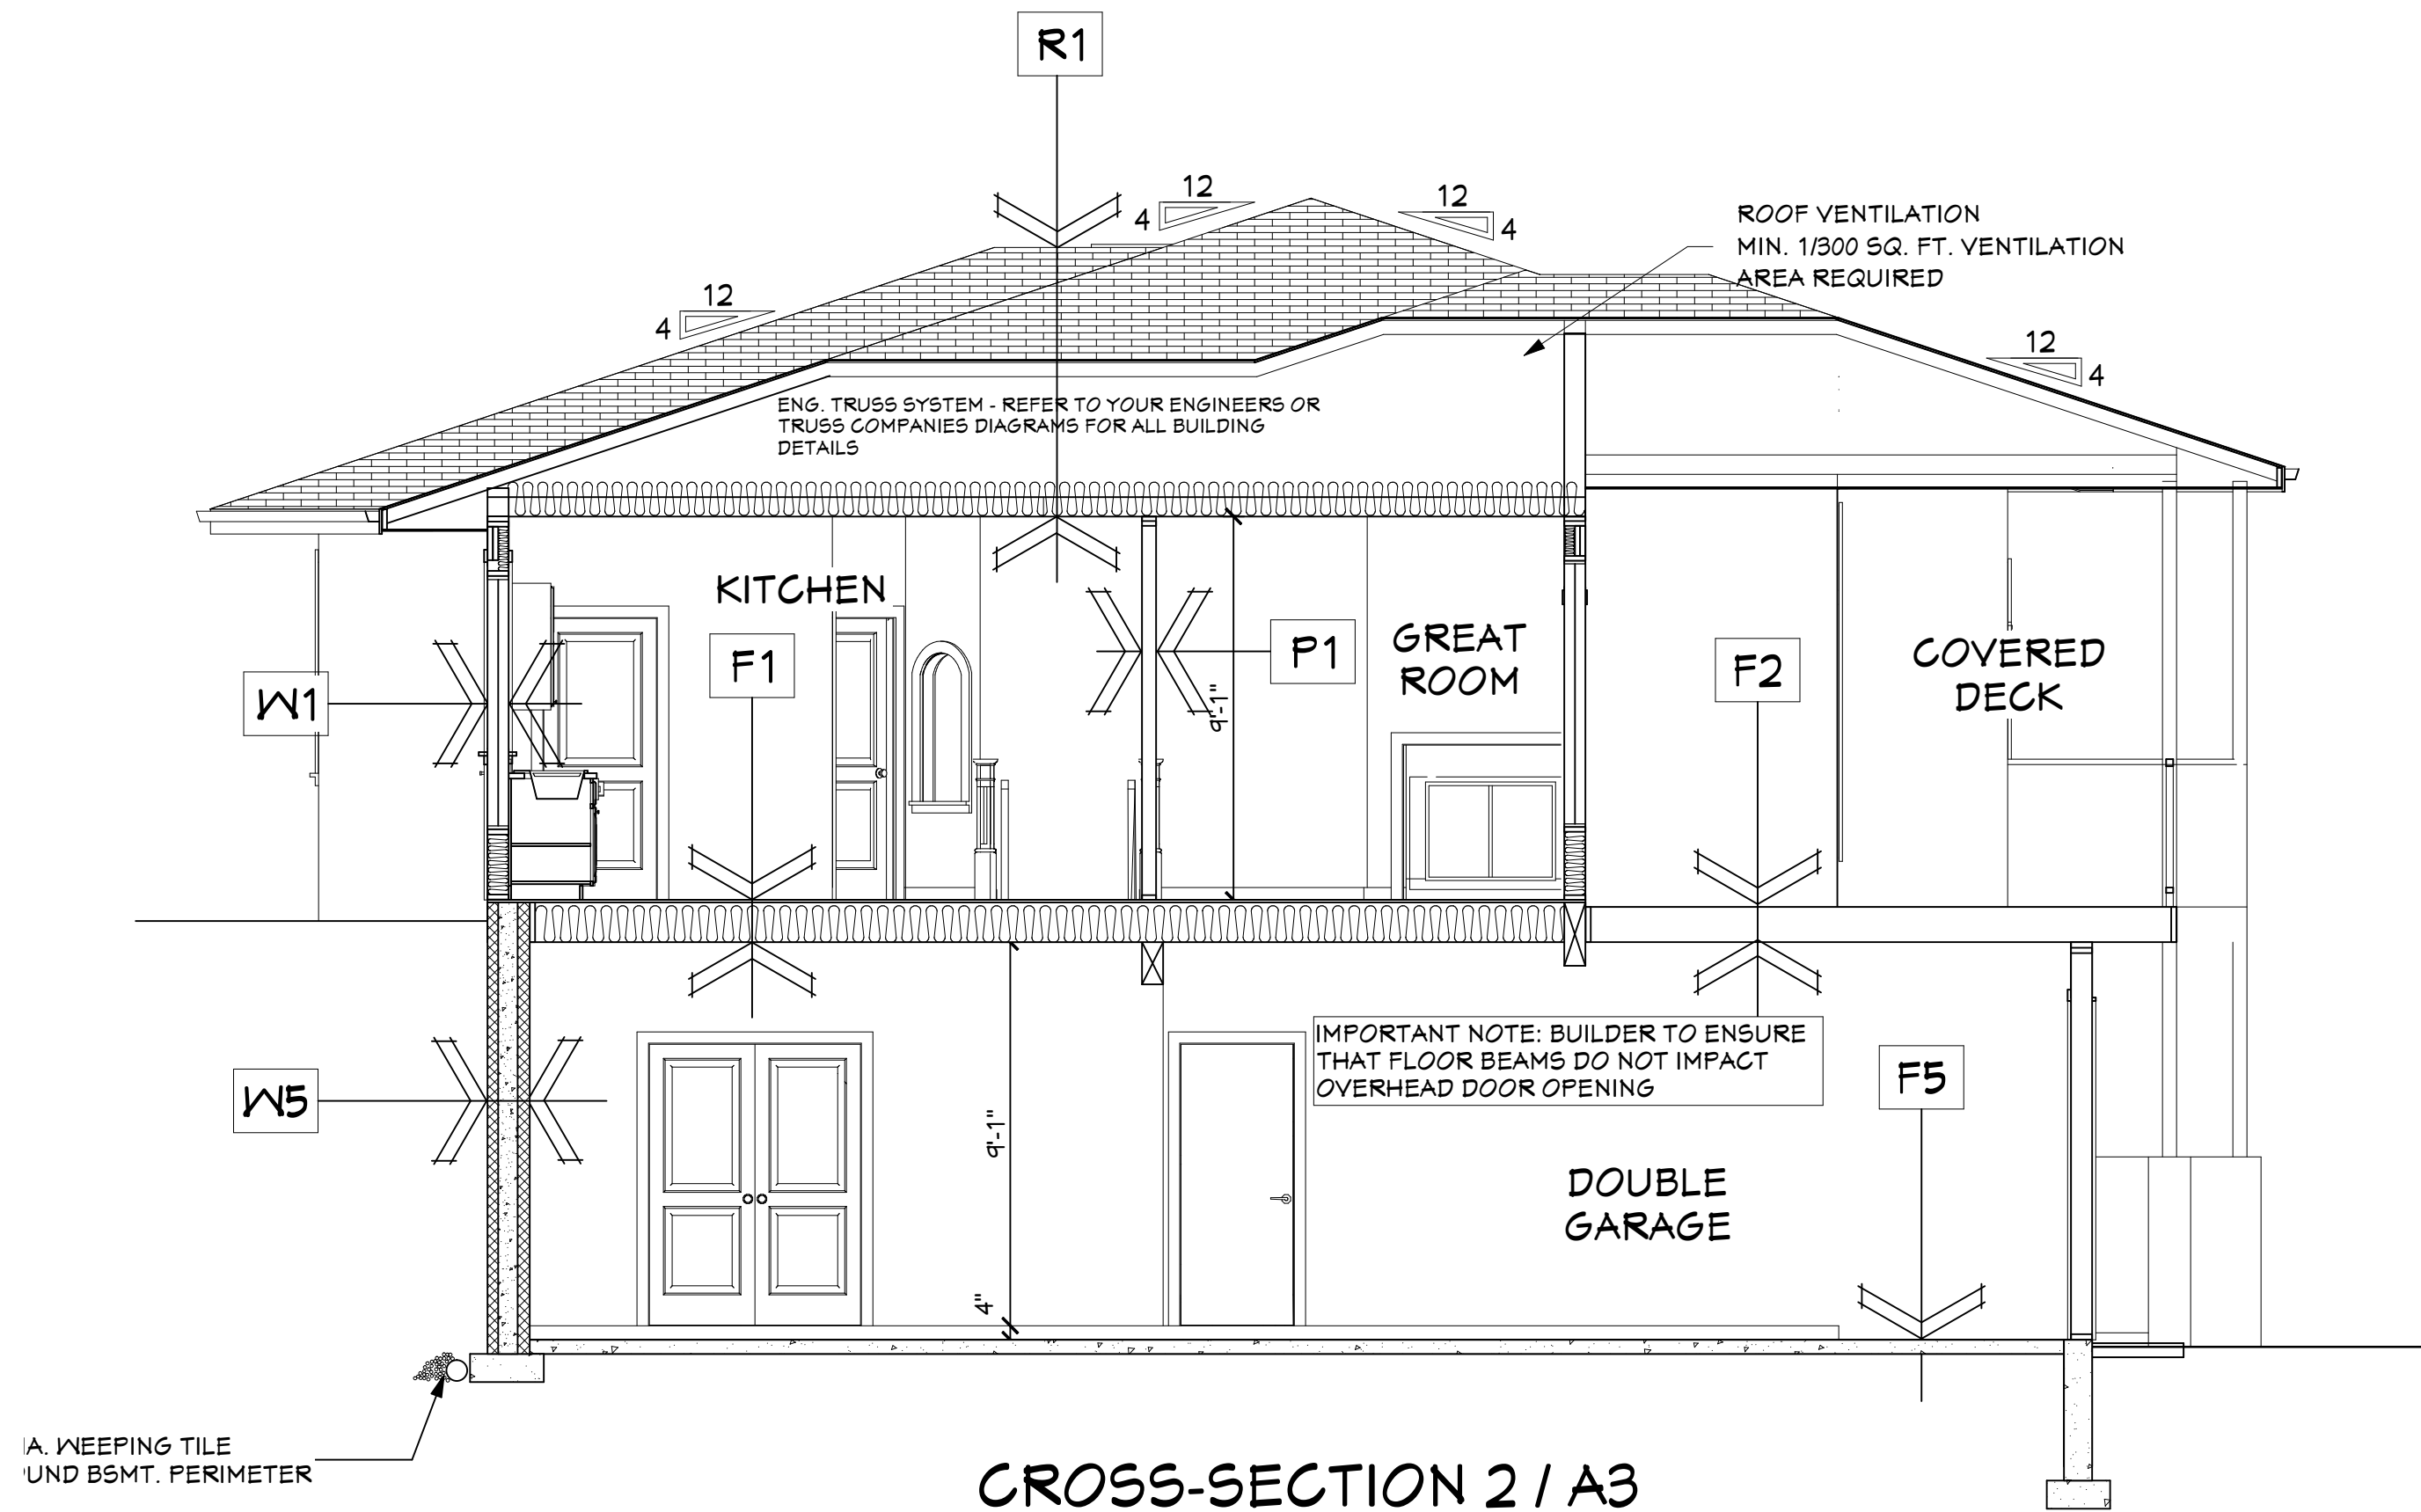 R1
12
4
12
4
ROOF VENTILATION
MIN. 1/300 SQ. FT. VENTILATION
AREA REQUIRED
12
4
12
4
ENG. TRUSS SYSTEM - REFER TO YOUR ENGINEERS OR
TRUSS COMPANIES DIAGRAMS FOR ALL BUILDING
DETAILS
KITCHEN
F1
P1
GREAT
ROOM
F2
COVERED
DECK
W1
9'-1"
IMPORTANT NOTE: BUILDER TO ENSURE
THAT FLOOR BEAMS DO NOT IMPACT
OVERHEAD DOOR OPENING
F5
W5
9'-1"
DOUBLE
GARAGE
4"
WEEPING TILE
BSMT. PERIMETER
CROSS-SECTION 2 / A3